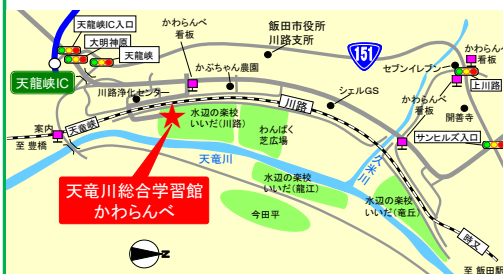 天龍峡IC入口
大明神原
天龍峡
天龍峡IC
かわらんべ
看板
飯田市役所
川路支所
151
かわらんべ
看板
セブンイレブン
上川路
かわらんべ
看板
開善寺
かぶちゃん農園
川路浄化センター
シェルGS
川路
サンヒルズ入口
水辺の楽校
いいだ(川路)
わんぱく
芝広場
案内
天竜峡
至 豊橋
天竜川
久米川
天竜川総合学習館
かわらんべ
水辺の楽校
いいだ(龍江)
水辺の楽校
いいだ(竜丘)
今田平
時又
N
至 飯田駅